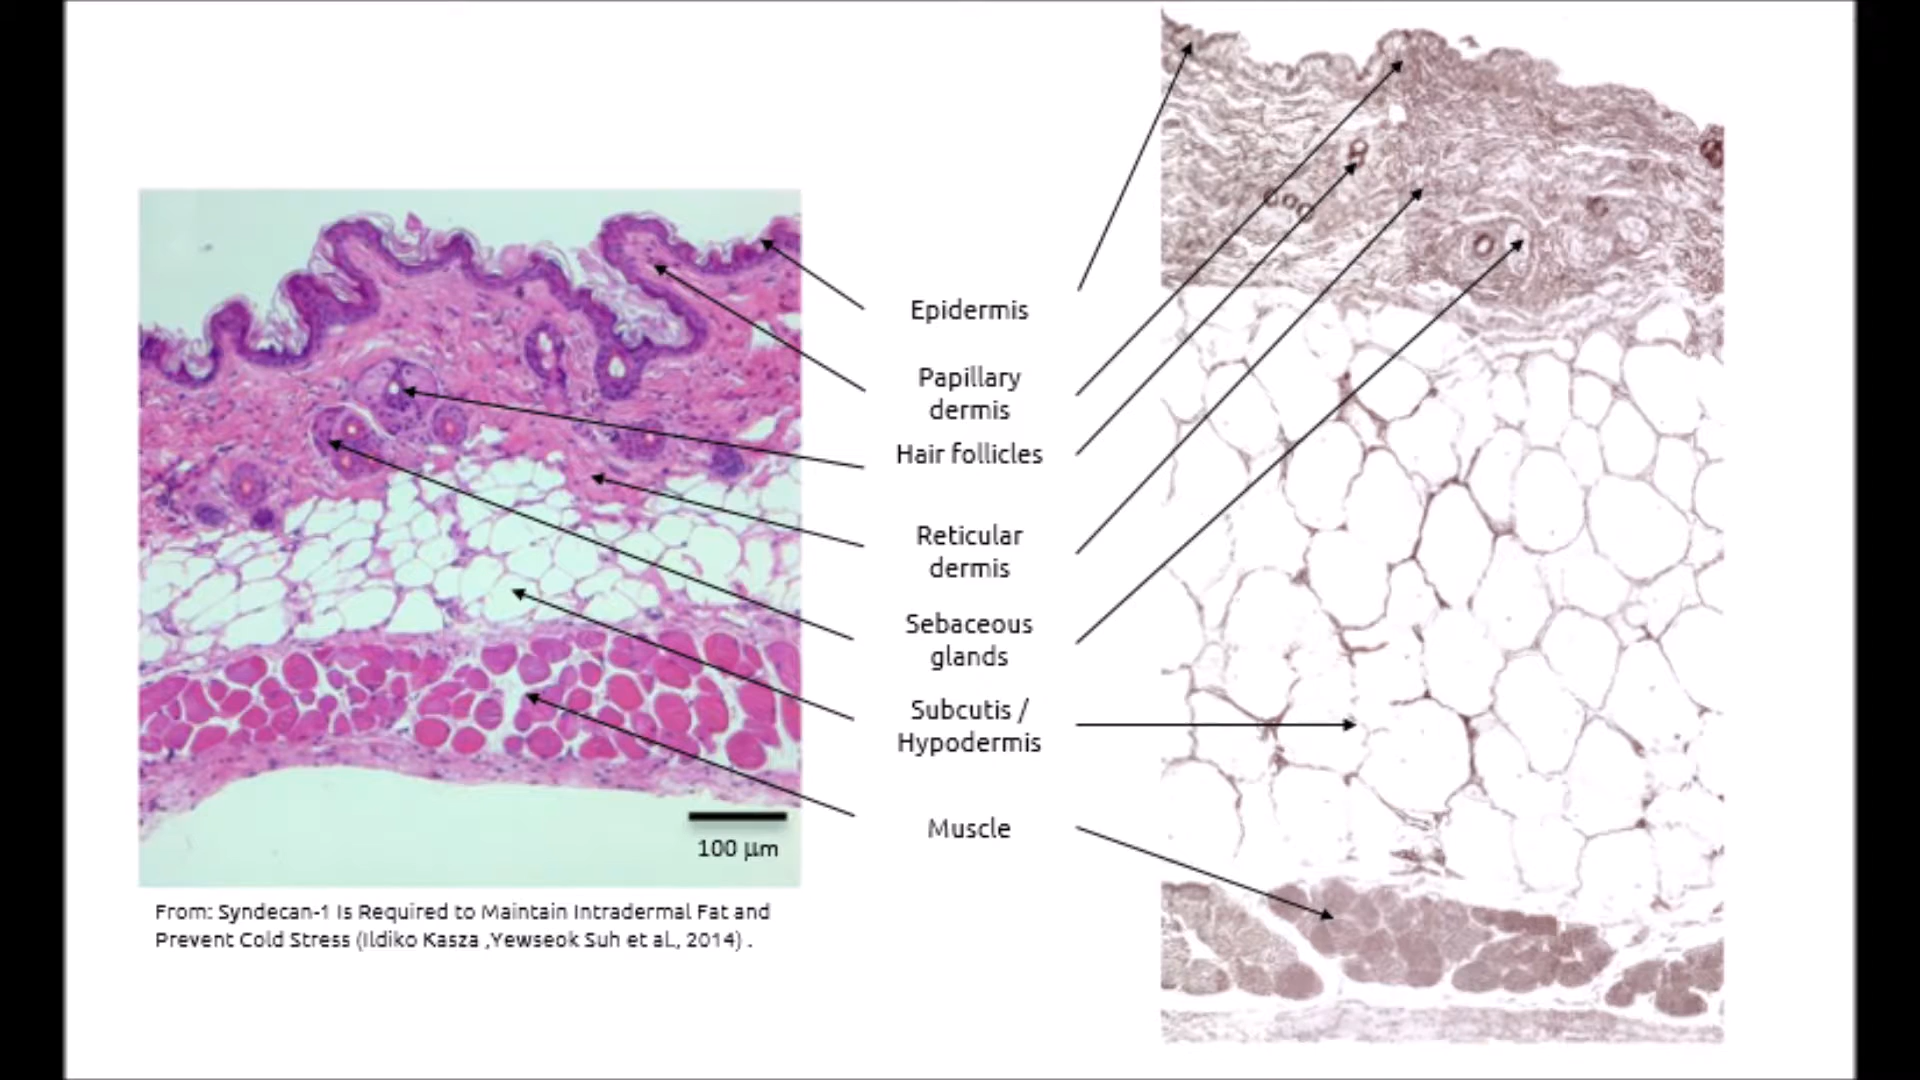 Epidermis
Papillary
dermis
Hair follicles
Reticular
dermis
Sebaceous
glands
Subcutis /
Hypodermis
Muscle
100 μm
From: Syndecan-1 Is Required to Maintain Intradermal Fat and
Prevent Cold Stress (Ildiko Kasza ,Yewseok Suh et al., 2014) .